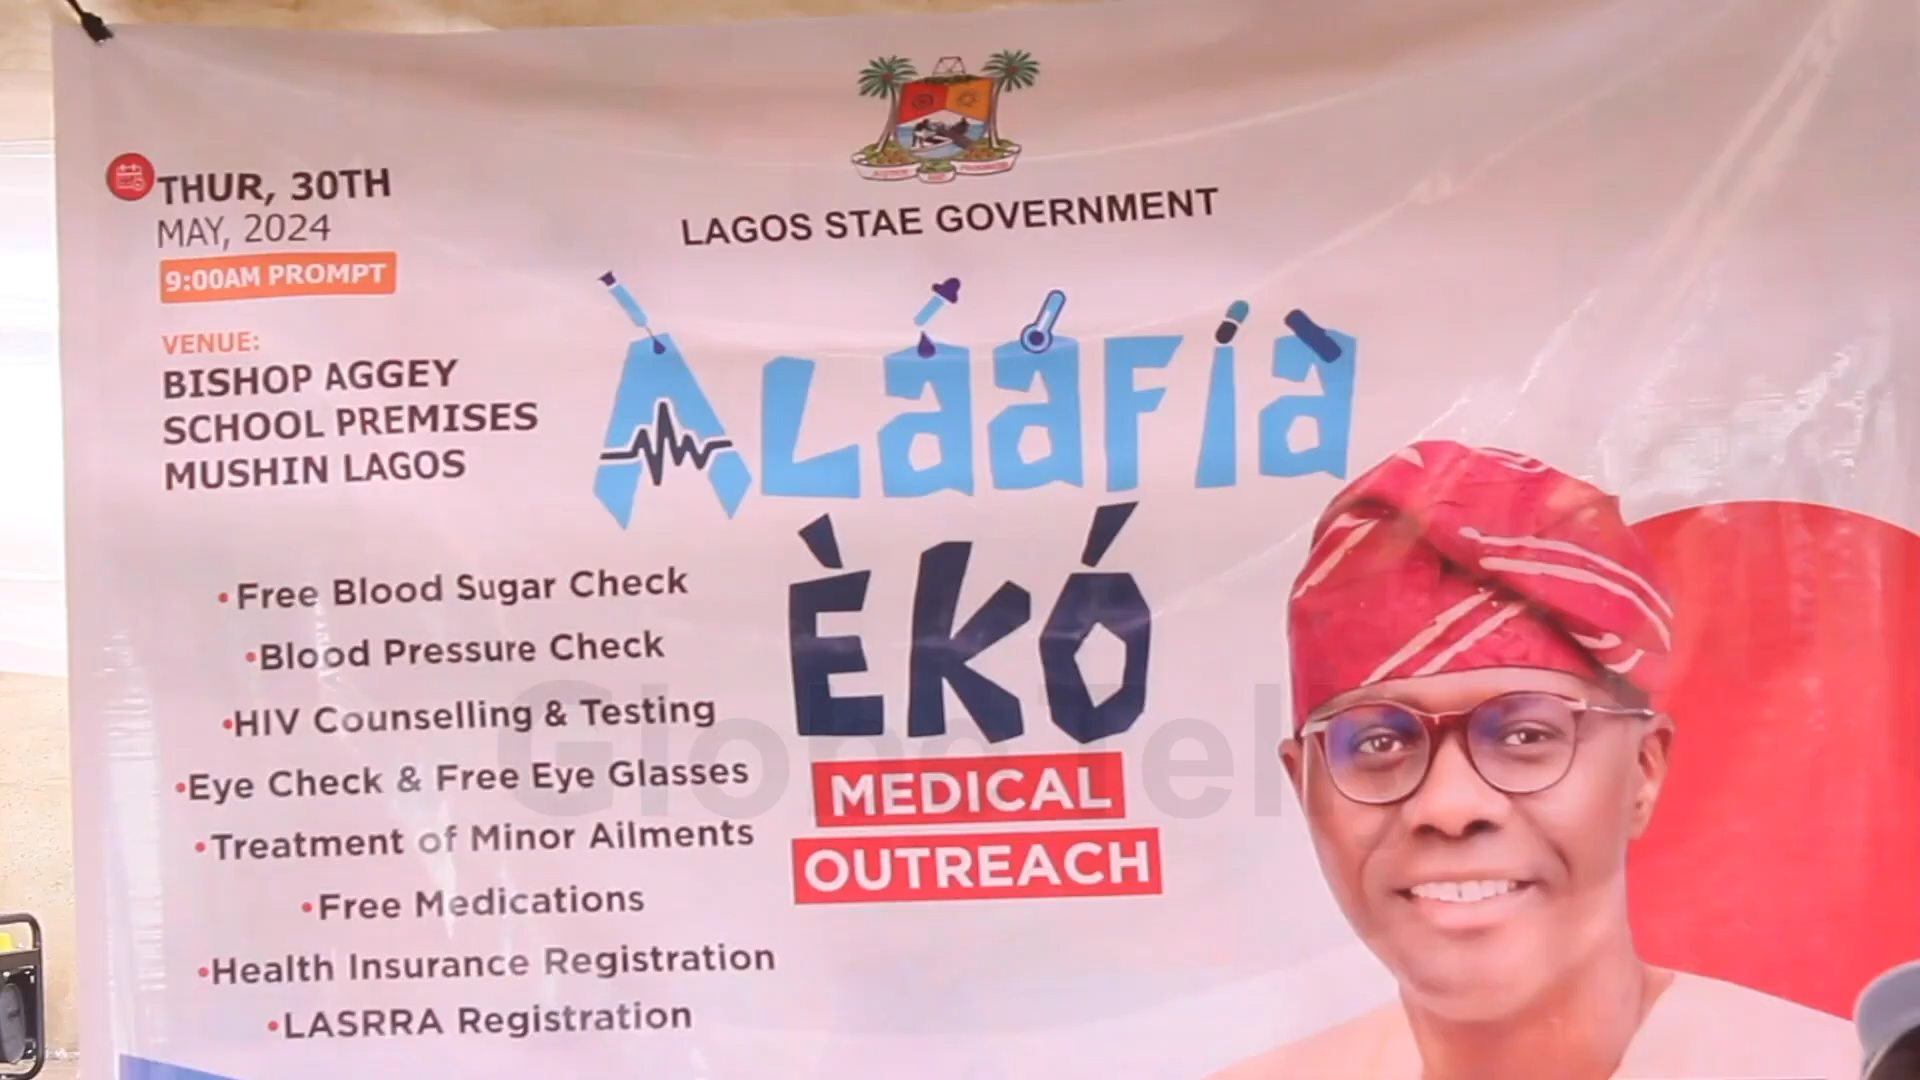 LAGOS STAE GOVERNMENT
THUR, 30TH
MAY, 2024
9:00AM PROMPT
VENUE:
BISHOP AGGEY
SCHOOL PREMISES
MUSHIN LAGOS
ÀLááFíà
ÈKÓ
MEDICAL
OUTREACH
•Free Blood Sugar Check
•Blood Pressure Check
•HIV Counselling & Testing
•Eye Check & Free Eye Glasses
•Treatment of Minor Ailments
•Free Medications
•Health Insurance Registration
•LASRRA Registration